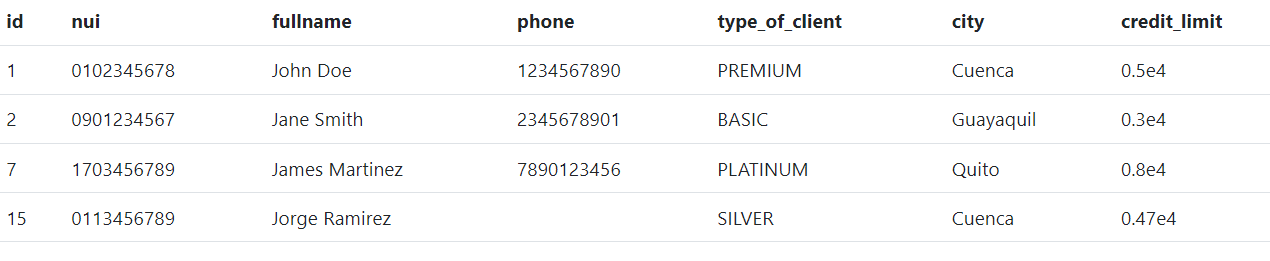 id nui fullname phone type_of_client city credit_limit
1 0102345678 John Doe 1234567890 PREMIUM Cuenca 0.5e4
2 0901234567 Jane Smith 2345678901 BASIC Guayaquil 0.3e4
7 1703456789 James Martinez 7890123456 PLATINUM Quito 0.8e4
15 0113456789 Jorge Ramirez SILVER Cuenca 0.47e4